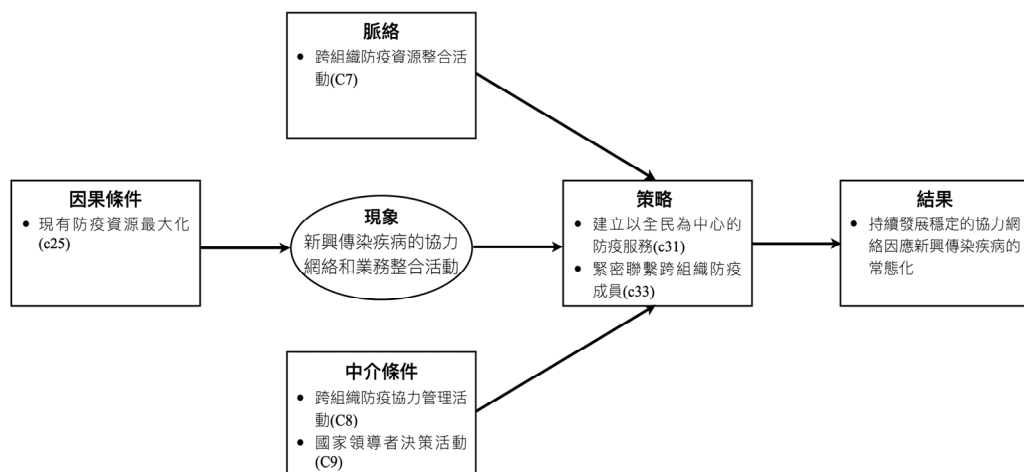 脈絡
• 跨組織防疫資源整合活
動(C7)
因果條件
• 現有防疫資源最大化
(c25)
現象
新興傳染疾病的協力
網絡和業務整合活動
策略
• 建立以全民為中心的
防疫服務(c31)
• 緊密聯繫跨組織防疫
成員(c33)
結果
• 持續發展穩定的協力網
絡因應新興傳染疾病的
常態化
中介條件
• 跨組織防疫協力管理活
動(C8)
• 國家領導者決策活動
(C9)